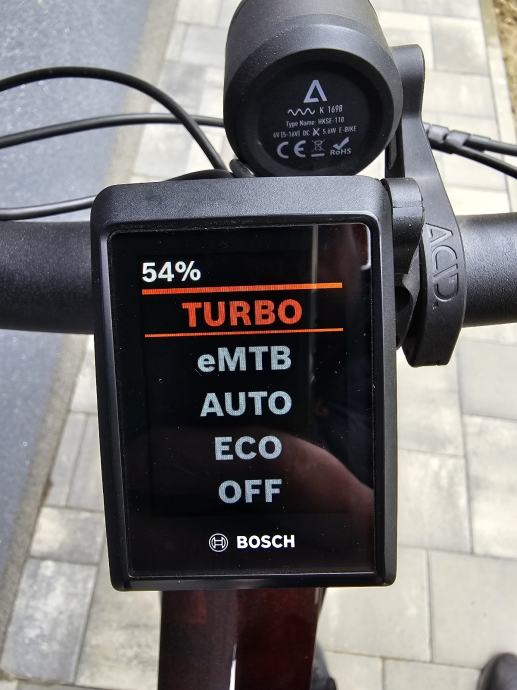 K 1698
Type Name: HKSE-110
6V(5-16V) DC 5.6W E-BIKE
CE RoHS
ACID.
54%
TURBO
eMTB
AUTO
ECO
OFF
BOSCH